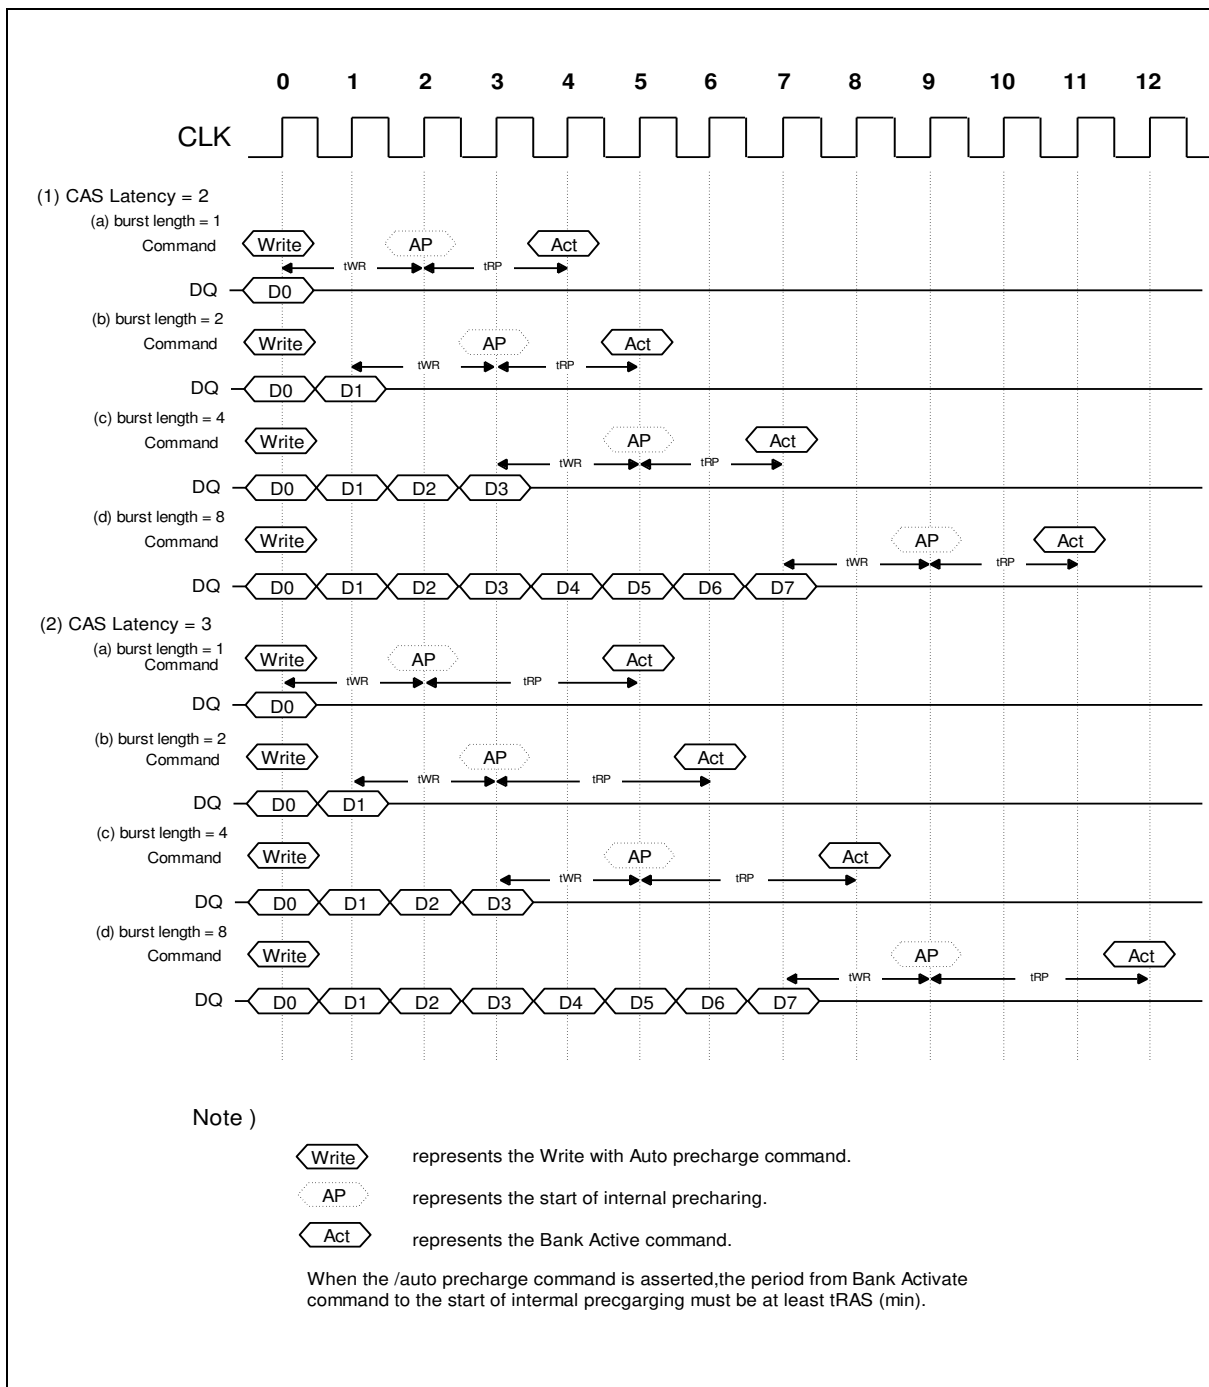 0 1 2 3 4 5 6 7 8 9 10 11 12
CLK
(1) CAS Latency = 2
(a) burst length = 1
Command Write AP Act
tWR tRP
DQ D0
(b) burst length = 2
Command Write AP Act
tWR tRP
DQ D0 D1
(c) burst length = 4
Command Write AP Act
tWR tRP
DQ D0 D1 D2 D3
(d) burst length = 8
Command Write AP Act
tWR tRP
DQ D0 D1 D2 D3 D4 D5 D6 D7
(2) CAS Latency = 3
(a) burst length = 1
Command Write AP Act
tWR tRP
DQ D0
(b) burst length = 2
Command Write AP Act
tWR tRP
DQ D0 D1
(c) burst length = 4
Command Write AP Act
tWR tRP
DQ D0 D1 D2 D3
(d) burst length = 8
Command Write AP Act
tWR tRP
DQ D0 D1 D2 D3 D4 D5 D6 D7
Note )
Write represents the Write with Auto precharge command.
AP represents the start of internal precharing.
Act represents the Bank Active command.
When the /auto precharge command is asserted,the period from Bank Activate
command to the start of intermal precgarging must be at least tRAS (min).